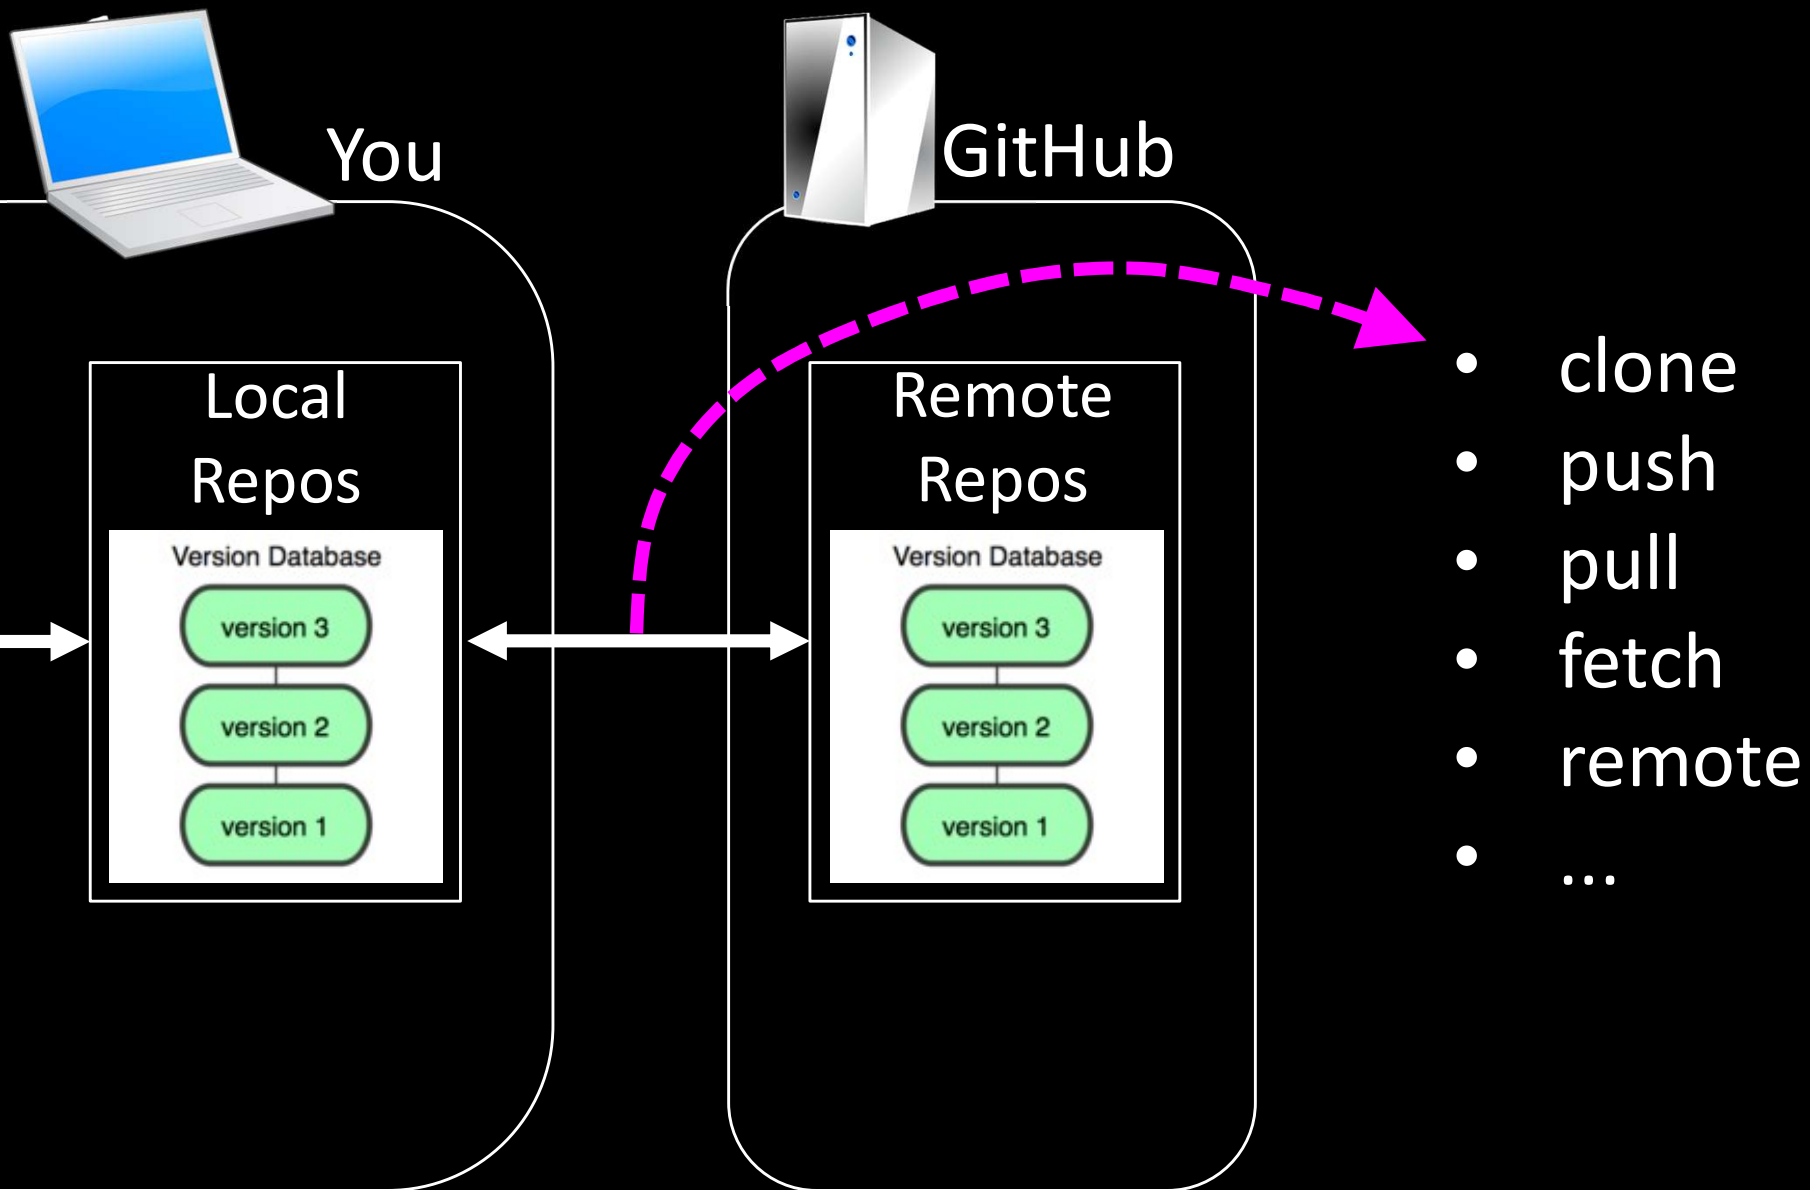 You
GitHub
Local
Repos
Version Database
version 3
version 2
version 1
Remote
Repos
Version Database
version 3
version 2
version 1
• clone
• push
• pull
• fetch
• remote
• ...